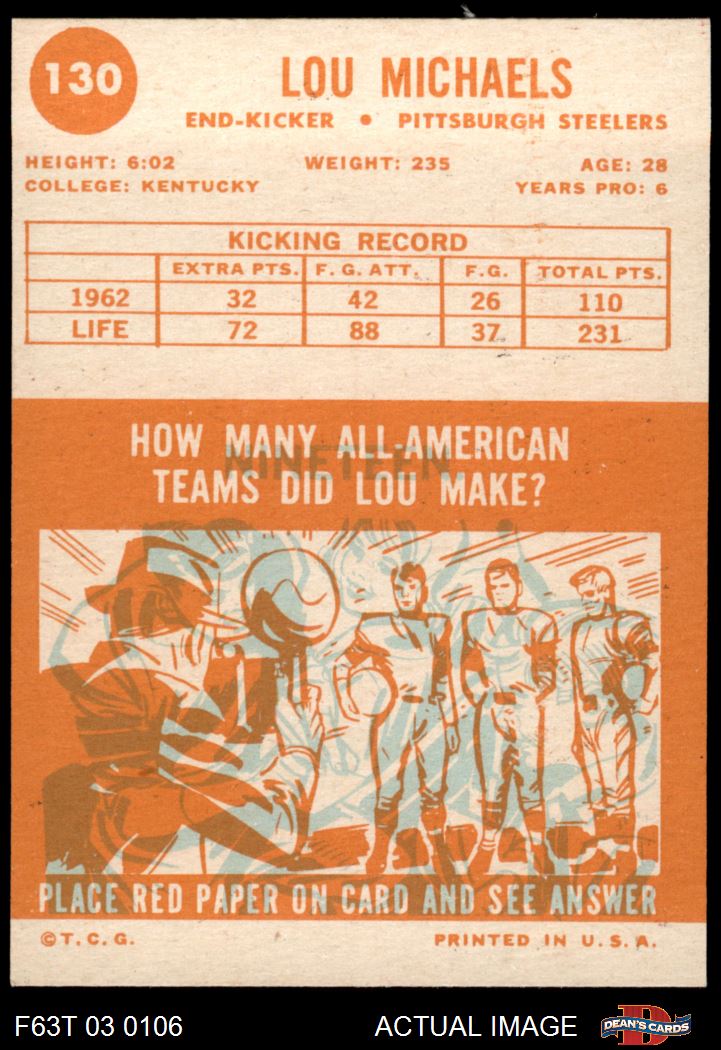 130
LOU MICHAELS
END-KICKER • PITTSBURGH STEELERS
HEIGHT: 6:02 WEIGHT: 235 AGE: 28
COLLEGE: KENTUCKY YEARS PRO: 6
KICKING RECORD
EXTRA PTS. F. G. ATT. F. G. TOTAL PTS.
1962 32 42 26 110
LIFE 72 88 37 231
HOW MANY ALL-AMERICAN
NINETEEN
TEAMS DID LOU MAKE?
PLACE RED PAPER ON CARD AND SEE ANSWER
© T. C. G. PRINTED IN U. S. A.
F63T 03 0106 ACTUAL IMAGE D DEAN'S CARDS